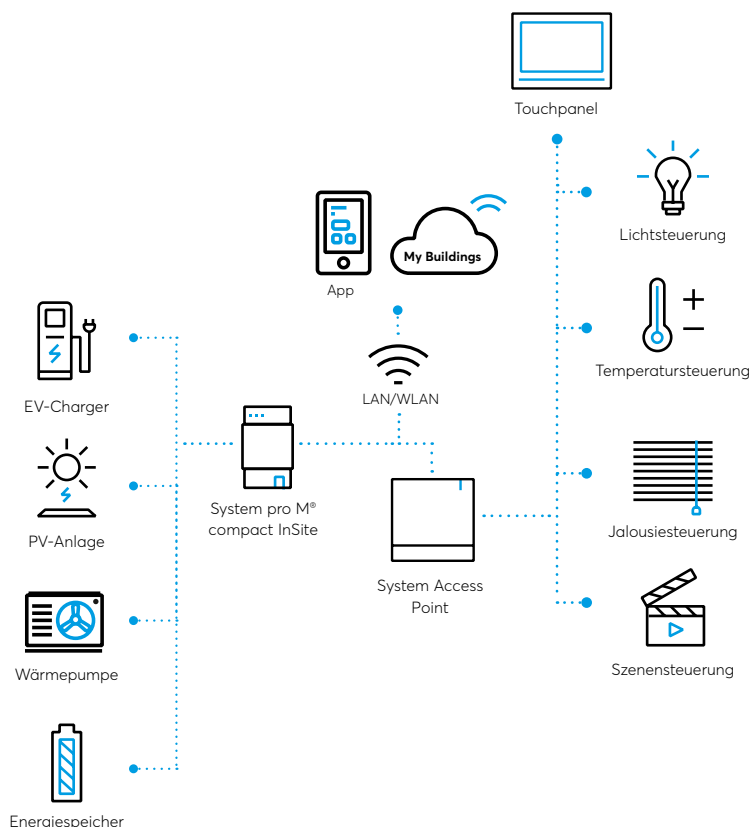 Touchpanel
Lichtsteuerung
My Buildings
App
Temperatursteuerung
LAN/WLAN
EV-Charger
System pro M®
compact InSite
PV-Anlage
Jalousiesteuerung
System Access
Point
Wärmepumpe
Szenensteuerung
Energiespeicher